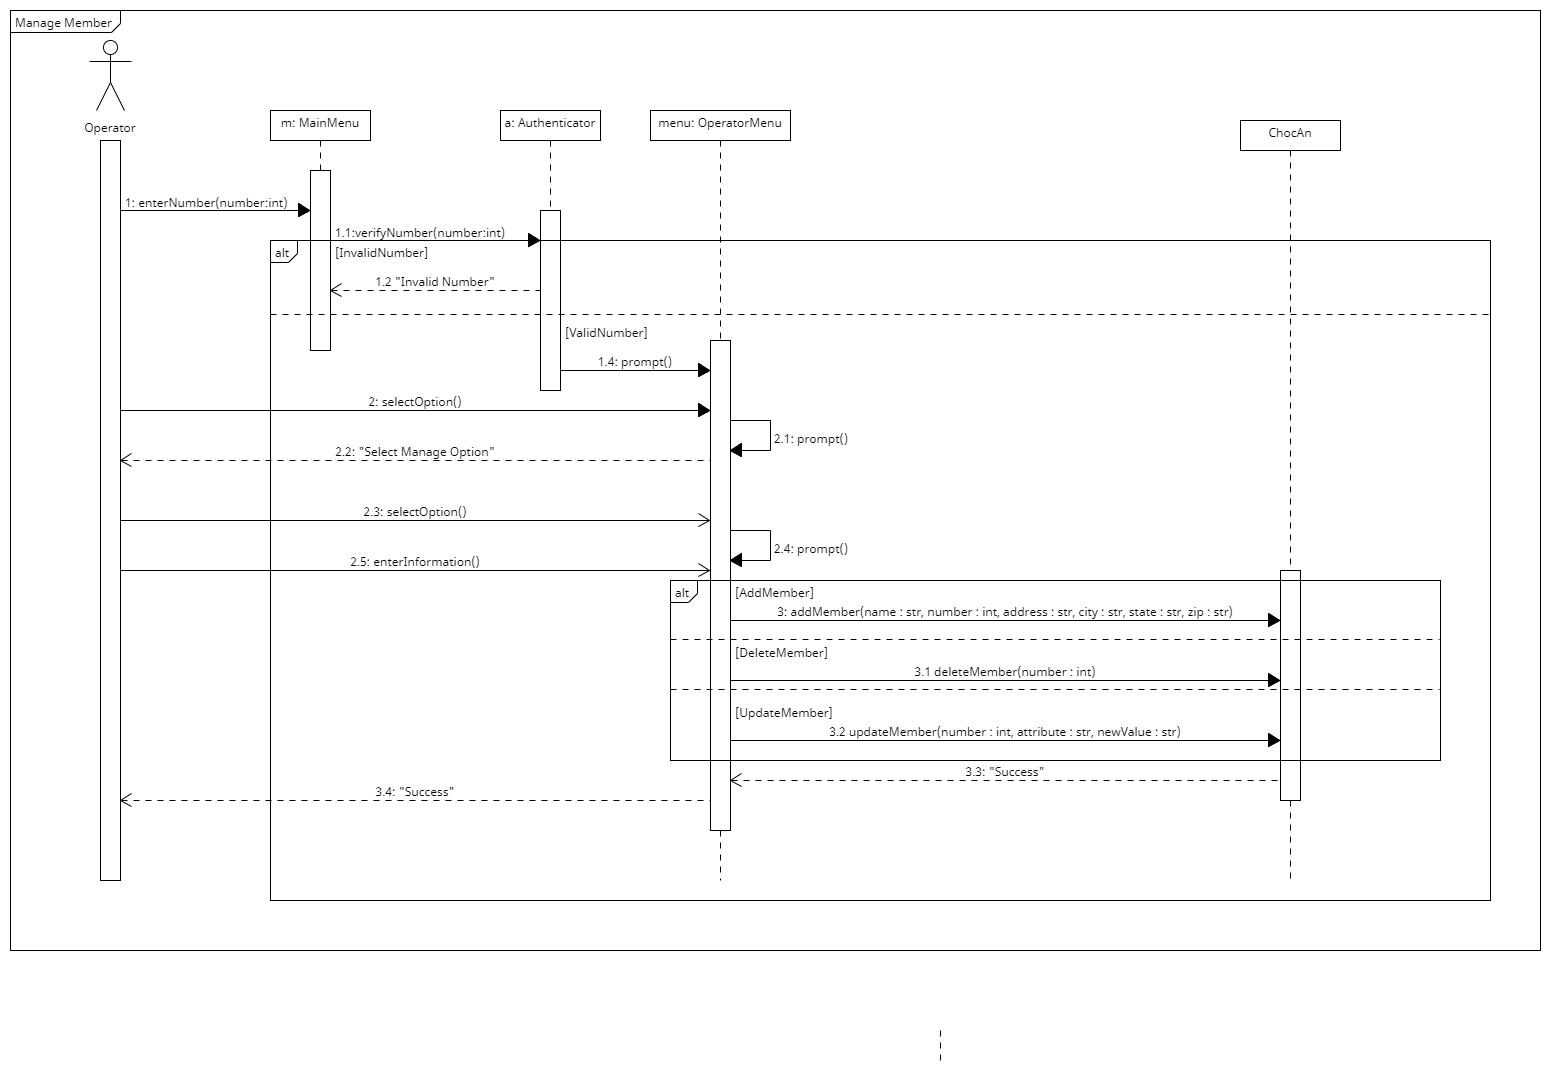 Manage Member
Operator
m: MainMenu
a: Authenticator
menu: OperatorMenu
ChocAn
1: enterNumber(number:int)
1.1:verifyNumber(number:int)
alt
[InvalidNumber]
1.2 "Invalid Number"
[ValidNumber]
1.4: prompt()
2: selectOption()
2.1: prompt()
2.2: "Select Manage Option"
2.3: selectOption()
2.4: prompt()
2.5: enterInformation()
alt
[AddMember]
3: addMember(name : str, number : int, address : str, city : str, state : str, zip : str)
[DeleteMember]
3.1 deleteMember(number : int)
[UpdateMember]
3.2 updateMember(number : int, attribute : str, newValue : str)
3.3: "Success"
3.4: "Success"